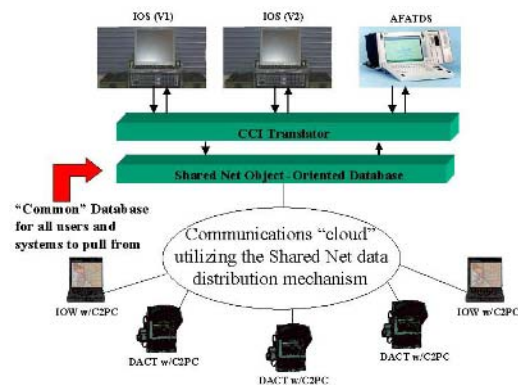 IOS (V1)
IOS (V2)
AFATDS
CCI Translator
Shared Net Object-Oriented Database
"Common" Database
for all users and
systems to pull from
Communications "cloud"
utilizing the Shared Net data
distribution mechanism
IOW w/C2PC
IOW w/C2PC
DACT w/C2PC
DACT w/C2PC
DACT w/C2PC